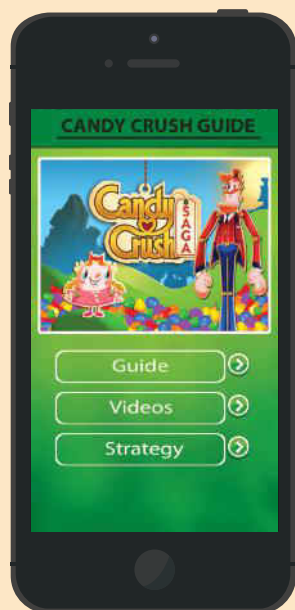 CANDY CRUSH GUIDE
Candy
Crush
SAGA
Guide
Videos
Strategy